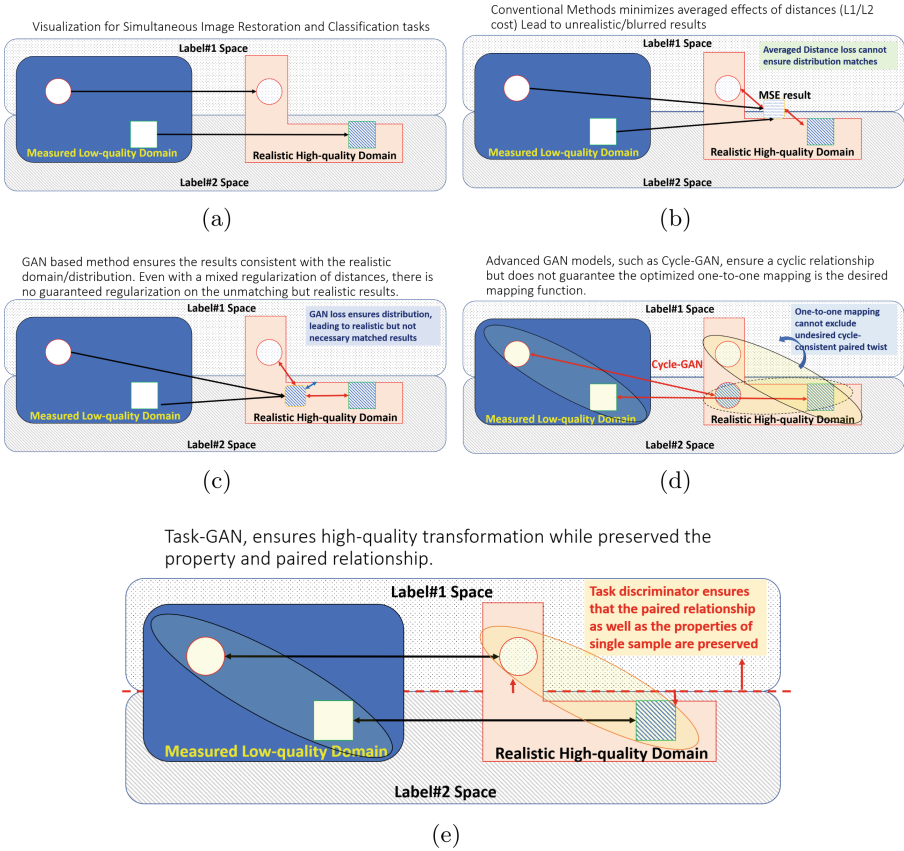 Visualization for Simultaneous Image Restoration and Classification tasks
Label#1 Space
Measured Low-quality Domain
Realistic High-quality Domain
Label#2 Space
(a)
Conventional Methods minimizes averaged effects of distances (L1/L2
cost) Lead to unrealistic/blurred results
Label#1 Space
Averaged Distance loss cannot
ensure distribution matches
MSE result
Measured Low-quality Domain
Realistic High-quality Domain
Label#2 Space
(b)
GAN based method ensures the results consistent with the realistic
domain/distribution. Even with a mixed regularization of distances, there is
no guaranteed regularization on the unmatching but realistic results.
Label#1 Space
GAN loss ensures distribution,
leading to realistic but not
necessary matched results
Measured Low-quality Domain
Realistic High-quality Domain
Label#2 Space
(c)
Advanced GAN models, such as Cycle-GAN, ensure a cyclic relationship
but does not guarantee the optimized one-to-one mapping is the desired
mapping function.
Label#1 Space
One-to-one mapping
cannot exclude
undesired cycle-
consistent paired twist
Cycle-GAN
Measured Low-quality Domain
Realistic High-quality Domain
Label#2 Space
(d)
Task-GAN, ensures high-quality transformation while preserved the
property and paired relationship.
Label#1 Space
Task discriminator ensures
that the paired relationship
as well as the properties of
single sample are preserved
Measured Low-quality Domain
Realistic High-quality Domain
Label#2 Space
(e)